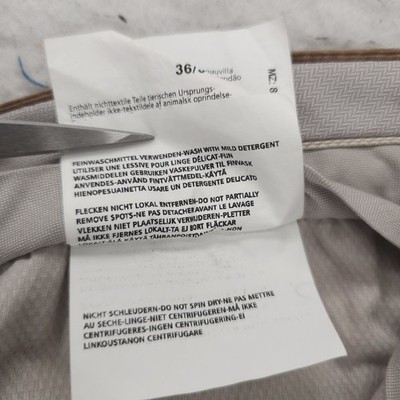 36/
MZ: S
Enthält nichttextile Teile tierischen Ursprungs-
indeholder ikke-tekstildele af animalsk oprindelse-
FEINWASCHMITTEL VERWENDEN-WASH WITH MILD DETERGENT
UTILISER UNE LESSIVE POUR LINGE DÉLICAT-FIJN
WASMIDDELEN GEBRUIKEN VASKEPULVER TIL FINVASK
ANVENDES-ANVÄND FINTVÄTTMEDEL-KÄYTÄ
HIENOPESUAINETTA USARE UN DETERGENTE DELICATO
FLECKEN NICHT LOKAL ENTFERNEN-DO NOT PARTIALLY
REMOVE SPOTS-NE PAS DETACHEF AVANT LE LAVAGE
VLEKKEN NIET PLAATSELIJK VERWIJDEREN-PLETTER
MÅ IKKE FJERNES LOKALT-TA EJ BORT FLÄCKAR
NICHT SCHLEUDERN-DO NOT SPIN DRY-NE PAS METTRE
AU SECHE-LINGE-NIET CENTRIFUGEREN-MÅ IKKE
CENTRIFUGERES-INGEN CENTRIFUGERING-EI
LINKOUSTANON CENTRIFUGARE